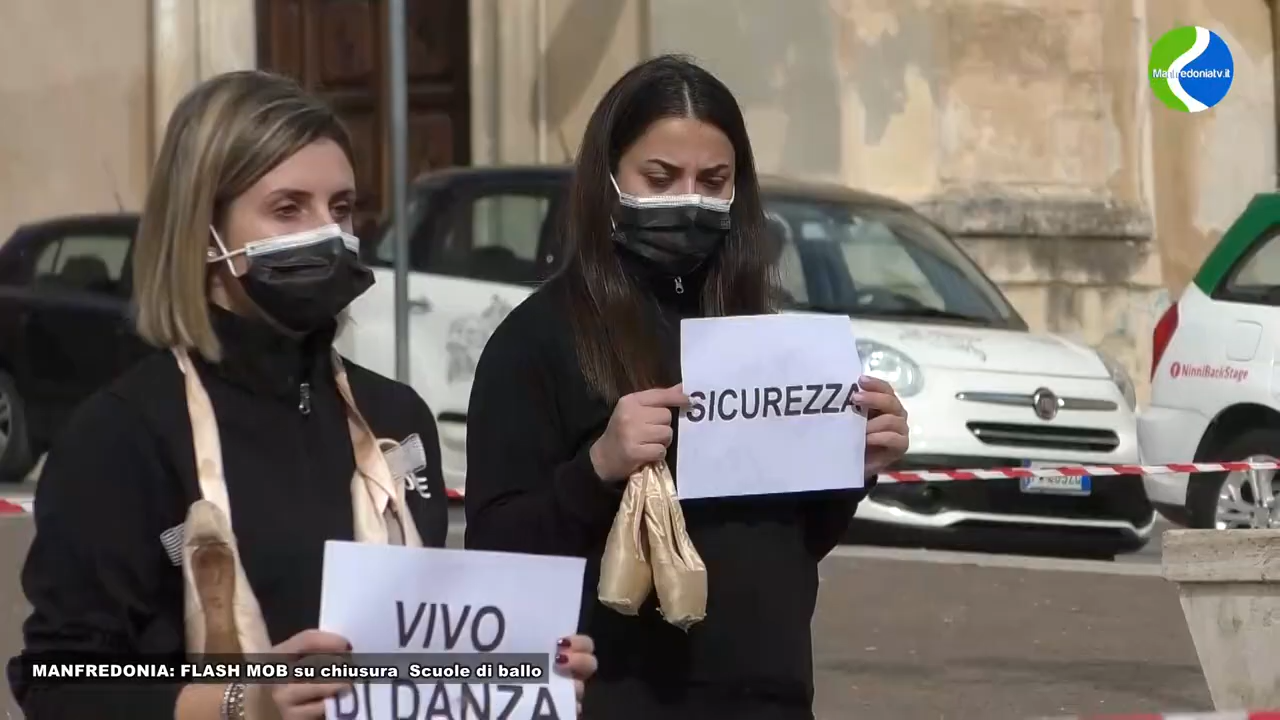 Manfredoniatv.it
SICUREZZA
NinniBackStage
VIVO
DI DANZA
MANFREDONIA: FLASH MOB su chiusura Scuole di ballo